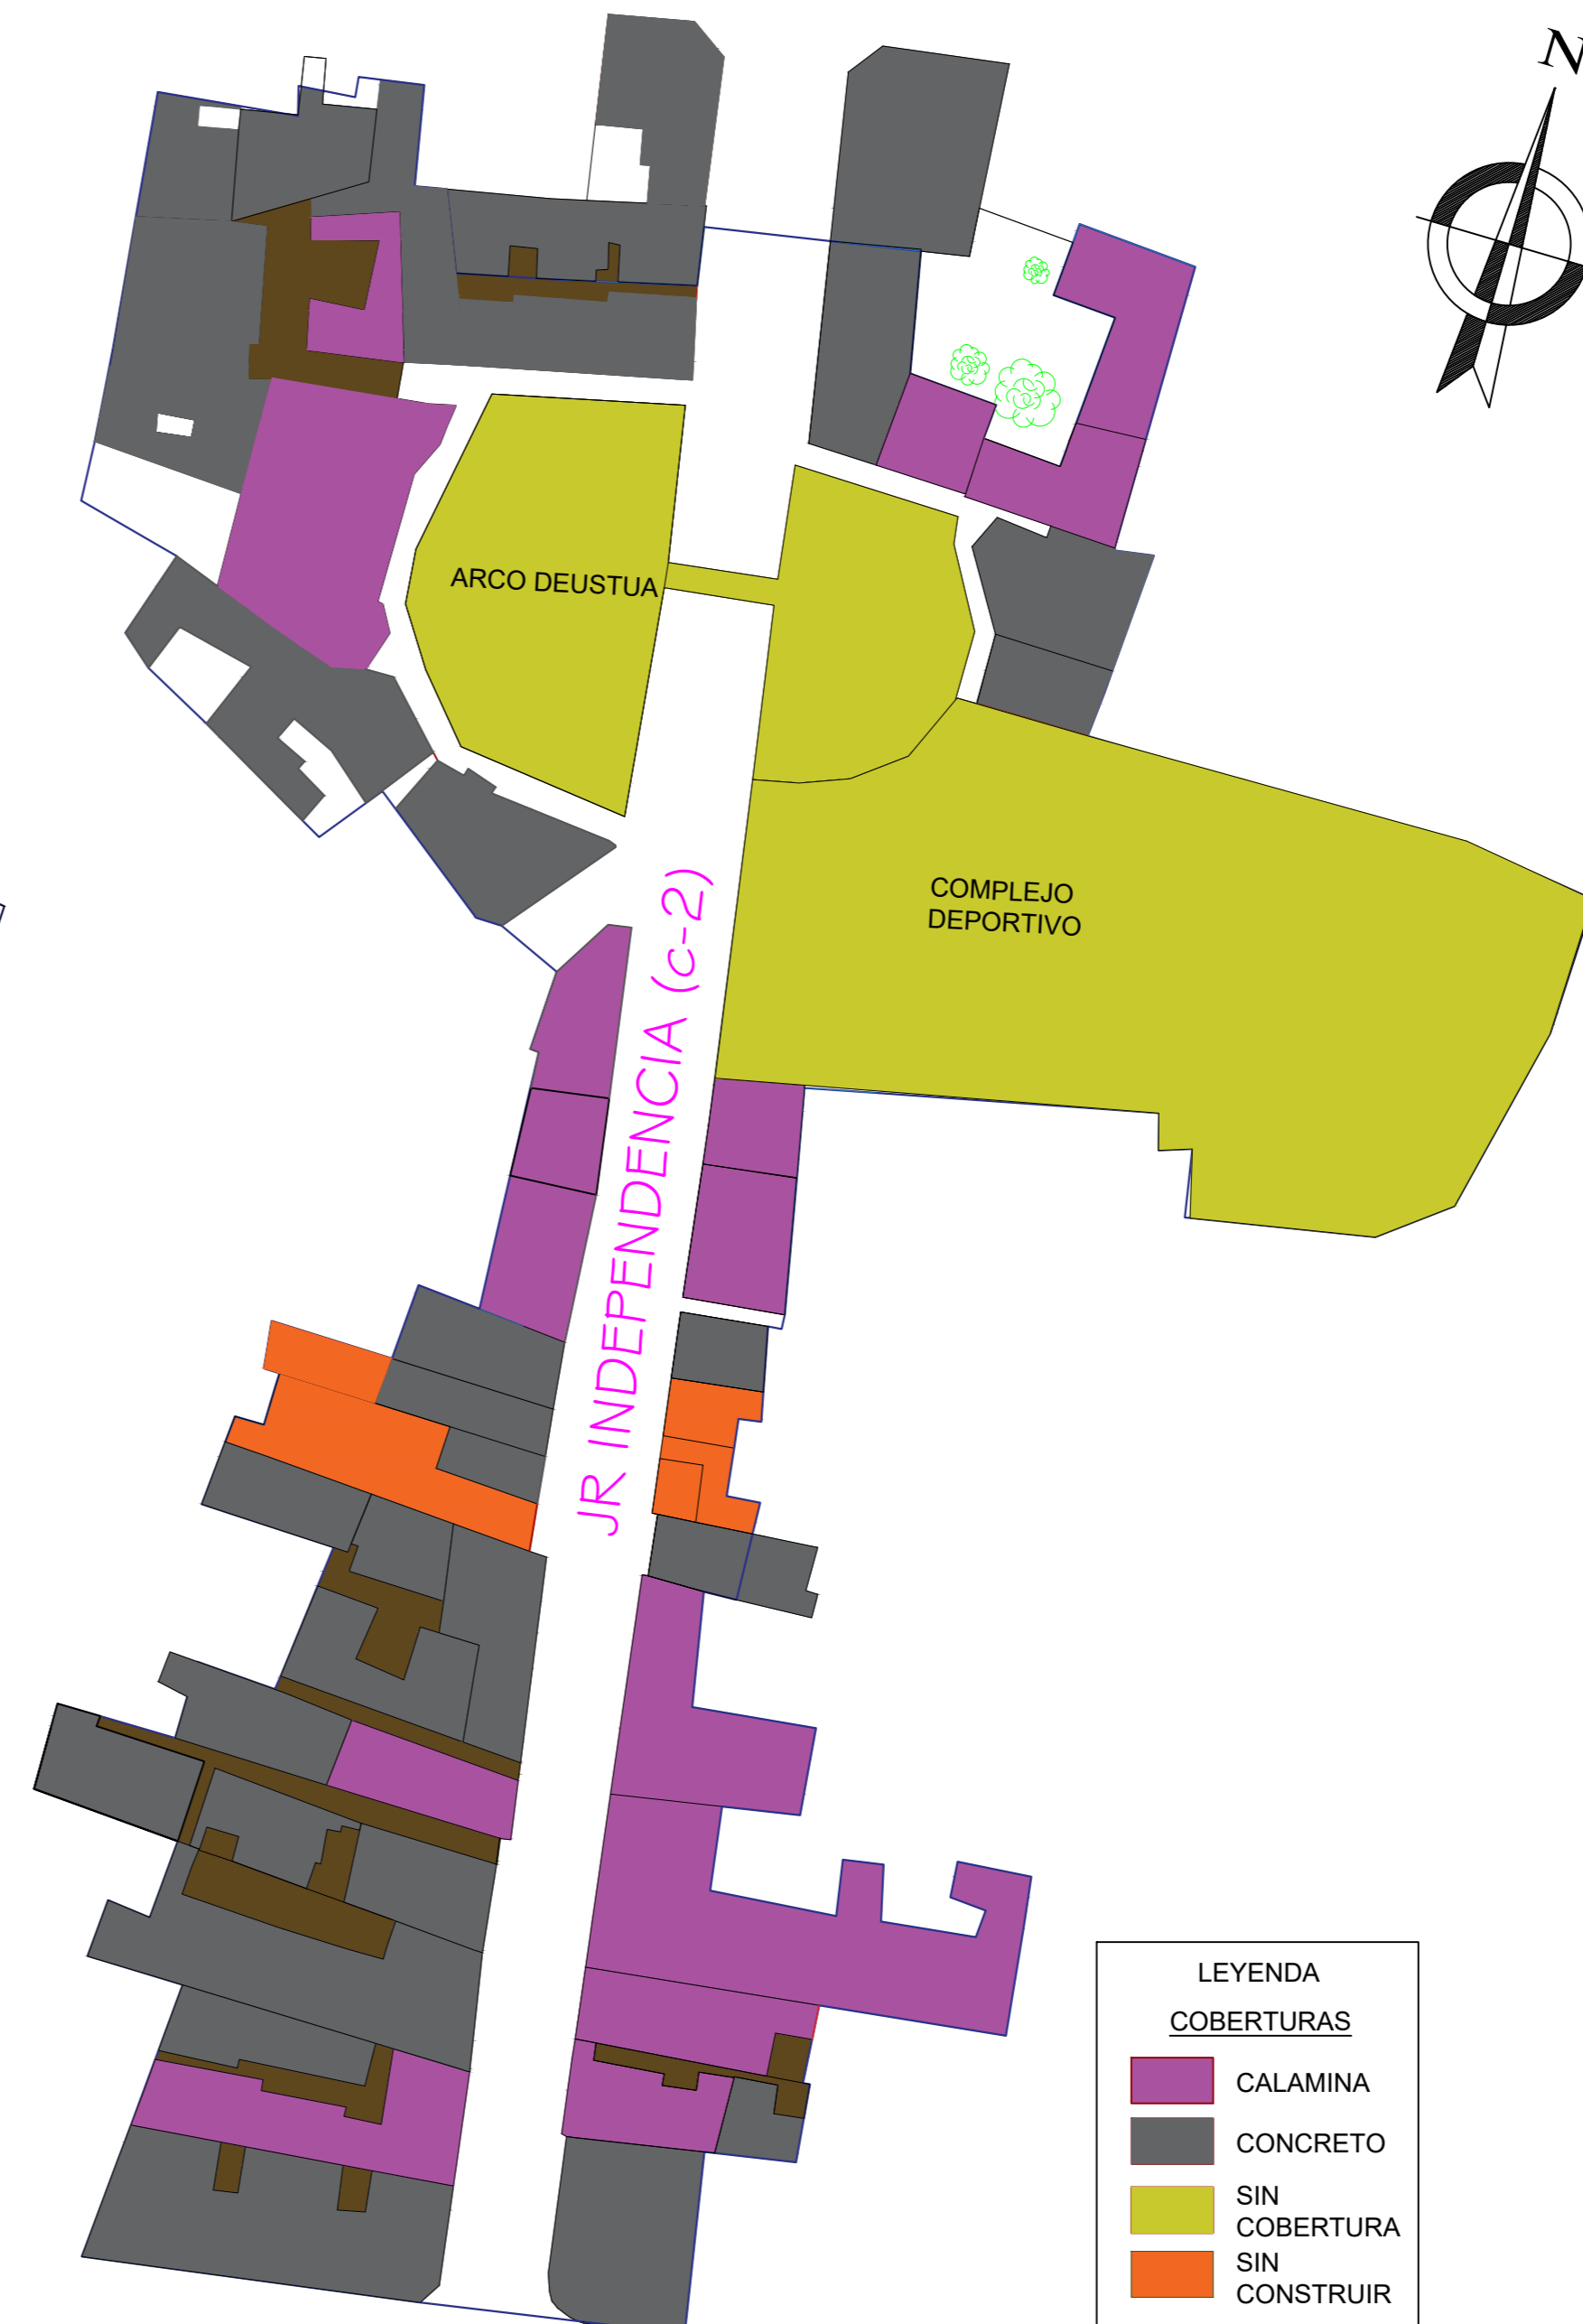 N
ARCO DEUSTUA
COMPLEJO
DEPORTIVO
JR INDEPENDENCIA (c-2)
LEYENDA
COBERTURAS
CALAMINA
CONCRETO
SIN
COBERTURA
SIN
CONSTRUIR